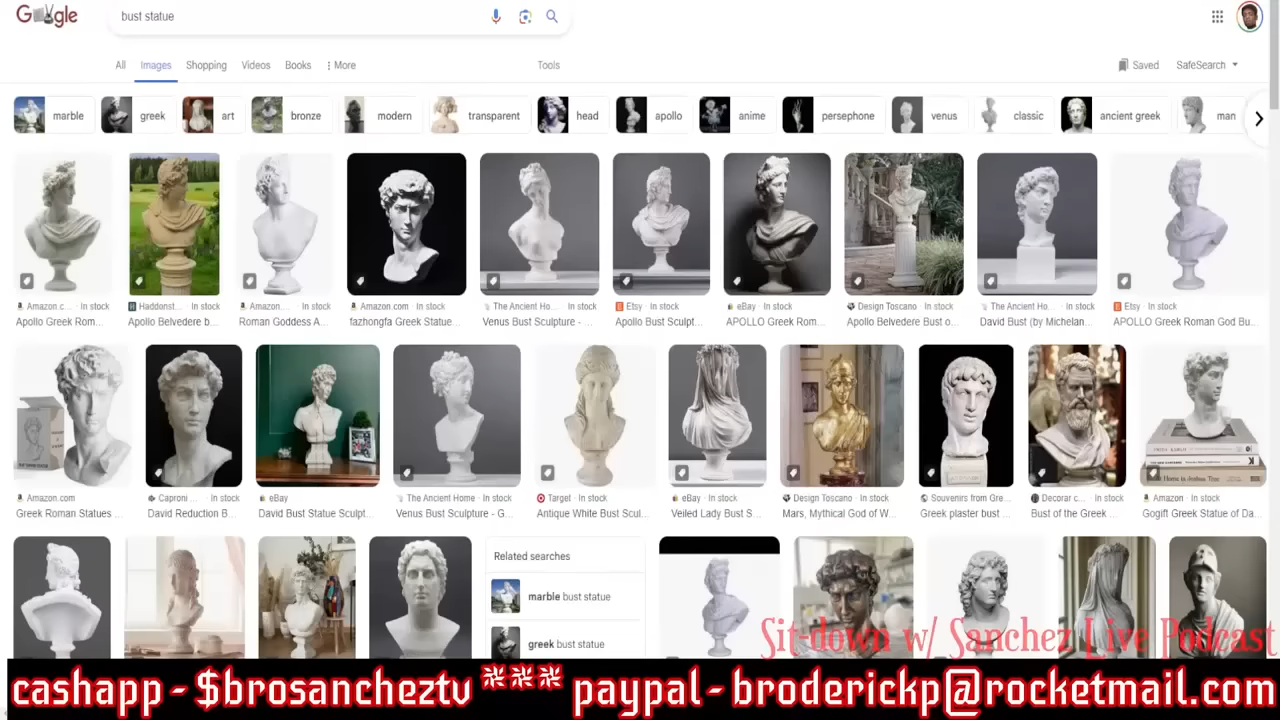 Google
bust statue
All Images Shopping Videos Books More Tools Saved SafeSearch
marble greek art bronze modern transparent head apollo anime persephone venus classic ancient greek man
Amazon.c... In stock Haddonst... In stock Amazon... In stock Amazon.com · In stock The Ancient Ho... In stock Etsy · In stock eBay · In stock Design Toscano · In stock The Ancient Ho... In stock Etsy · In stock
Apollo Greek Rom... Apollo Belvedere b... Roman Goddess A... fazhongfa Greek Statue... Venus Bust Sculpture - ... Apollo Bust Sculpt... APOLLO Greek Rom... Apollo Belvedere Bust o... David Bust (by Michelan... APOLLO Greek Roman God Bu...
Amazon.com Caproni ... · In stock eBay The Ancient Home · In stock Target · In stock eBay · In stock Design Toscano · In stock Souvenirs from Gre... Decorar c... · In stock Amazon · In stock
Greek Roman Statues ... David Reduction B... David Bust Statue Sculpt... Venus Bust Sculpture - G... Antique White Bust Scul... Veiled Lady Bust S... Mars, Mythical God of W... Greek plaster bust ... Bust of the Greek ... Gogift Greek Statue of Da...
Related searches
marble bust statue
greek bust statue
Sit-down w/ Sanchez Live Podcast
cashapp - $brosancheztv *** paypal - broderickp@rocketmail.com